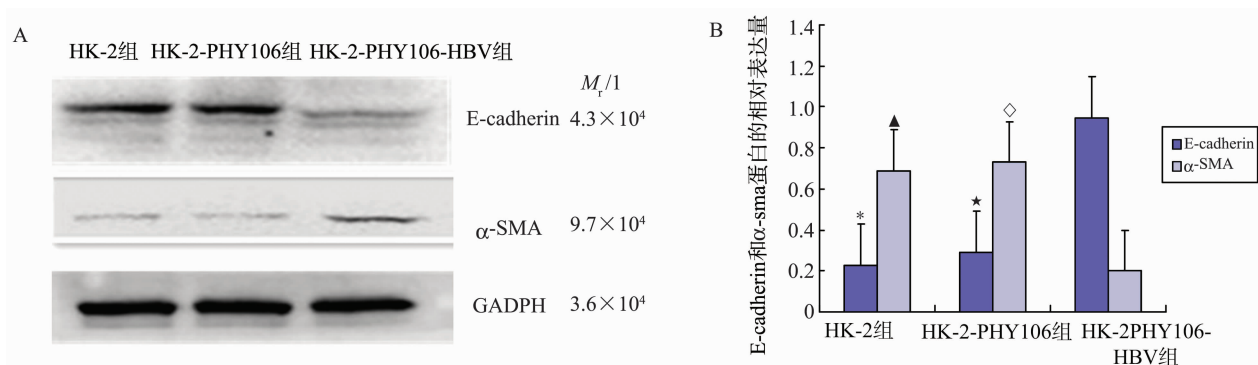 A
HK-2组 HK-2-PHY106组 HK-2-PHY106-HBV组
Mr/1
E-cadherin 4.3×10⁴
α-SMA 9.7×10⁴
GADPH 3.6×10⁴
B
E-cadherin和α-sma蛋白的相对表达量
1.4
1.2
1.0
0.8
0.6
0.4
0.2
0
▲
◇
*
★
HK-2组
HK-2-PHY106组
HK-2PHY106-
HBV组
E-cadherin
α-SMA